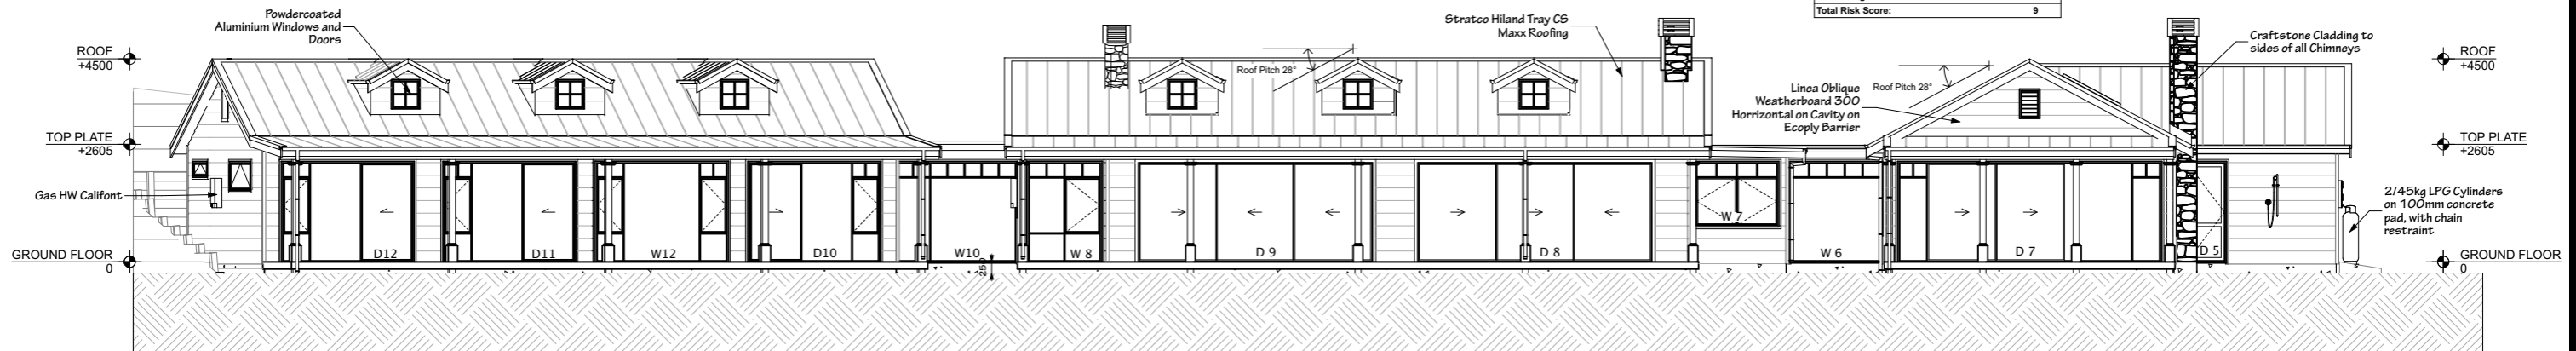 Total Risk Score: 9
Powdercoated
Aluminium Windows and
Doors
Stratco Hiland Tray CS
Maxx Roofing
Craftstone Cladding to
sides of all Chimneys
ROOF
+4500
ROOF
+4500
Roof Pitch 28°
Roof Pitch 28°
Linea Oblique
Weatherboard 300
Horrizontal on Cavity on
Ecoply Barrier
TOP PLATE
+2605
TOP PLATE
+2605
Gas HW Califont
2/45kg LPG Cylinders
on 100mm concrete
pad, with chain
restraint
W 7
D12
D11
W12
D10
W10
W 8
D 9
D 8
W 6
D 7
D 5
GROUND FLOOR
0
250
GROUND FLOOR
0